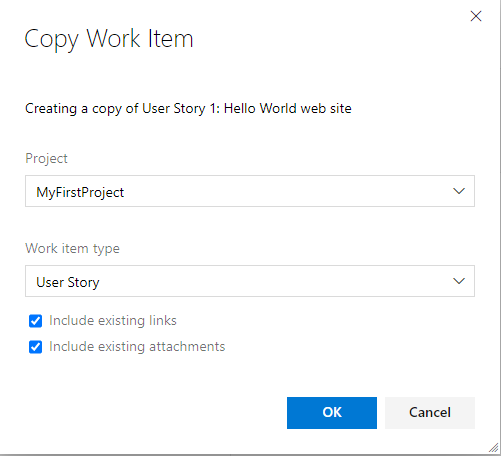 Copy Work Item
Creating a copy of User Story 1: Hello World web site
Project
MyFirstProject
Work item type
User Story
Include existing links
Include existing attachments
OK
Cancel